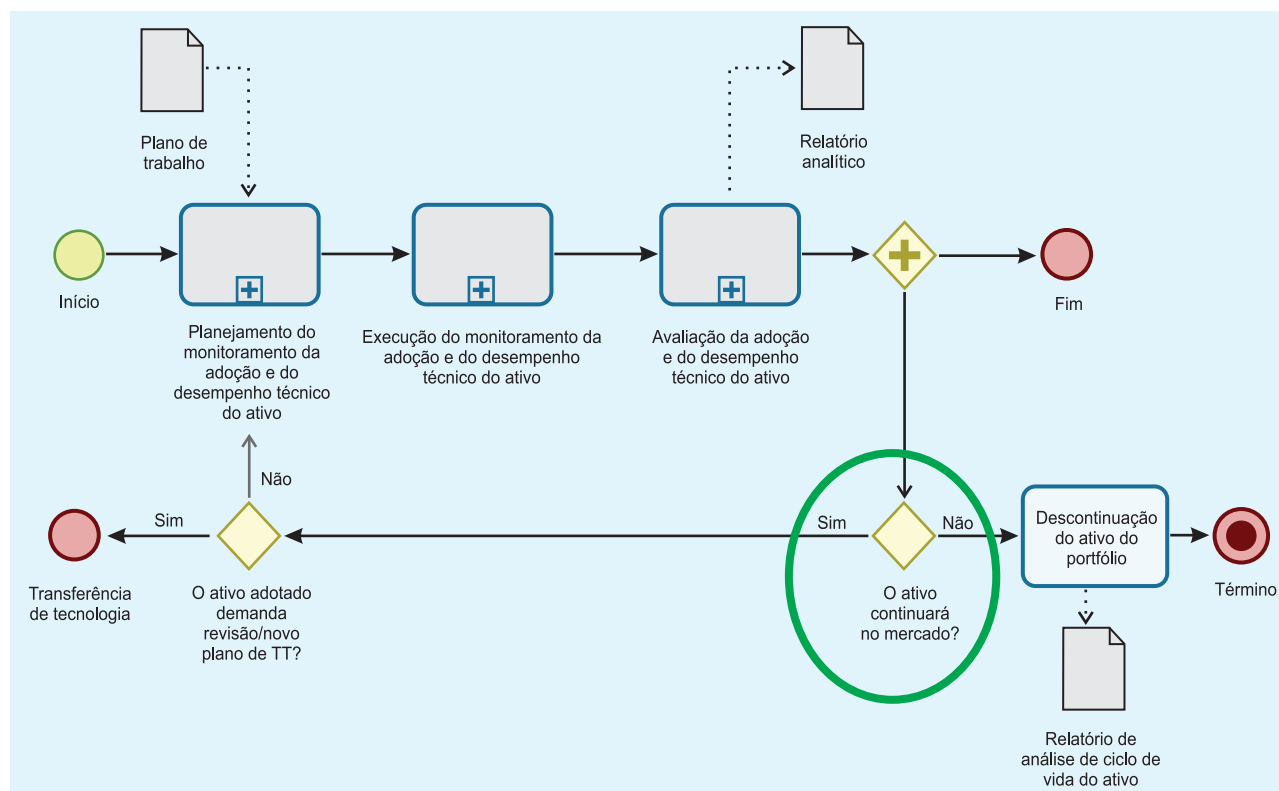 Plano de
trabalho
Relatório
analítico
Início
Planejamento do
monitoramento da
adoção e do
desempenho técnico
do ativo
Execução do monitoramento da
adoção e do desempenho
técnico do ativo
Avaliação da adoção
e do desempenho
técnico do ativo
Fim
Não
Sim
Sim
Não
Descontinuação
do ativo do
portfólio
Transferência
de tecnologia
O ativo adotado
demanda
revisão/novo
plano de TT?
O ativo
continuará
no mercado?
Término
Relatório de
análise de ciclo de
vida do ativo